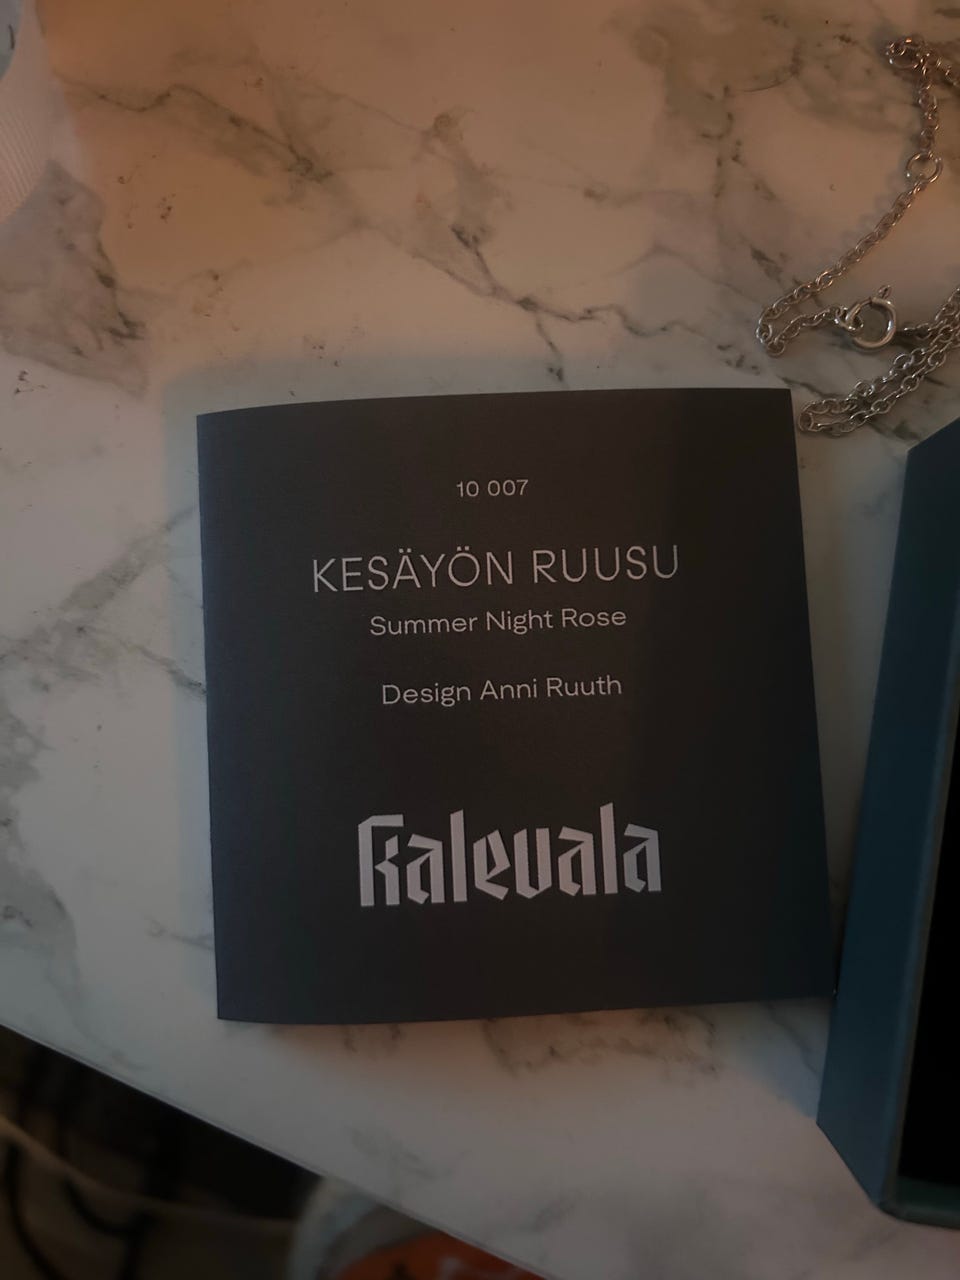 10 007
KESÄYÖN RUUSU
Summer Night Rose
Design Anni Ruuth
Kalevala